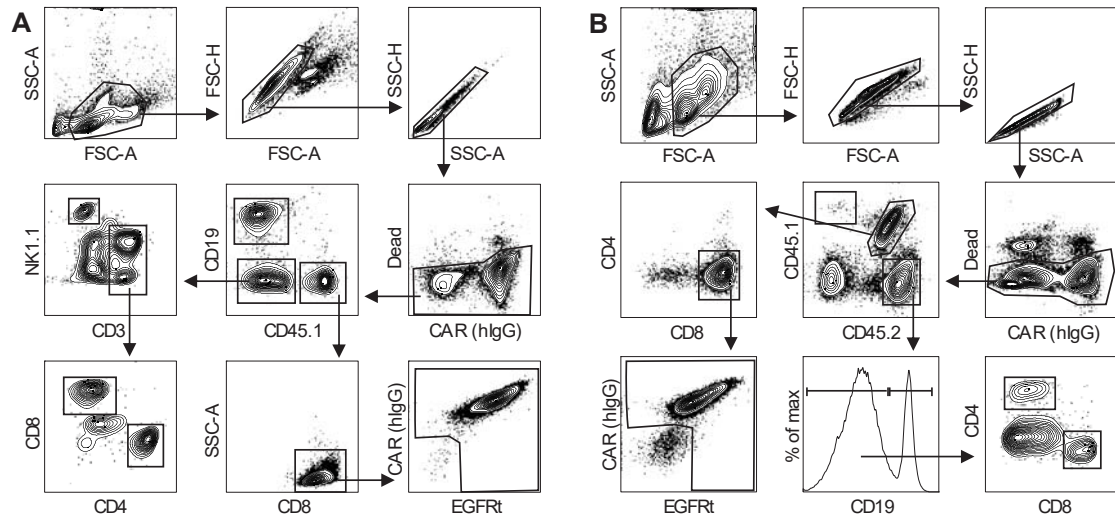 A
SSC-A
FSC-A
FSC-H
FSC-A
SSC-H
SSC-A
NK1.1
CD3
CD19
CD45.1
Dead
CAR (hIgG)
CD8
CD4
SSC-A
CD8
CAR (hIgG)
EGFRt
B
SSC-A
FSC-A
FSC-H
FSC-A
SSC-H
SSC-A
CD4
CD8
CD45.1
CD45.2
Dead
CAR (hIgG)
CAR (hIgG)
EGFRt
% of max
CD19
CD4
CD8